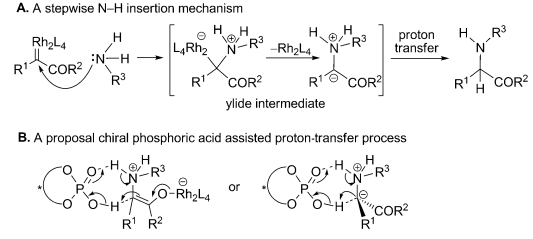 A. A stepwise N–H insertion mechanism
Rh2L4
R1
COR2
:N
H
H
R3
L4Rh2
⊖
H
H
⊕
N
R3
R1
COR2
–Rh2L4
H
H
⊕
N
R3
R1
⊖
COR2
ylide intermediate
proton
transfer
H
N
R3
R1
H
COR2
B. A proposal chiral phosphoric acid assisted proton-transfer process
*
O
O
P
O
O
H
H
H
⊕
N
R3
O
Rh2L4
⊖
R1
R2
or
*
O
O
P
O
O
H
H
H
⊕
N
R3
⊖
COR2
R1